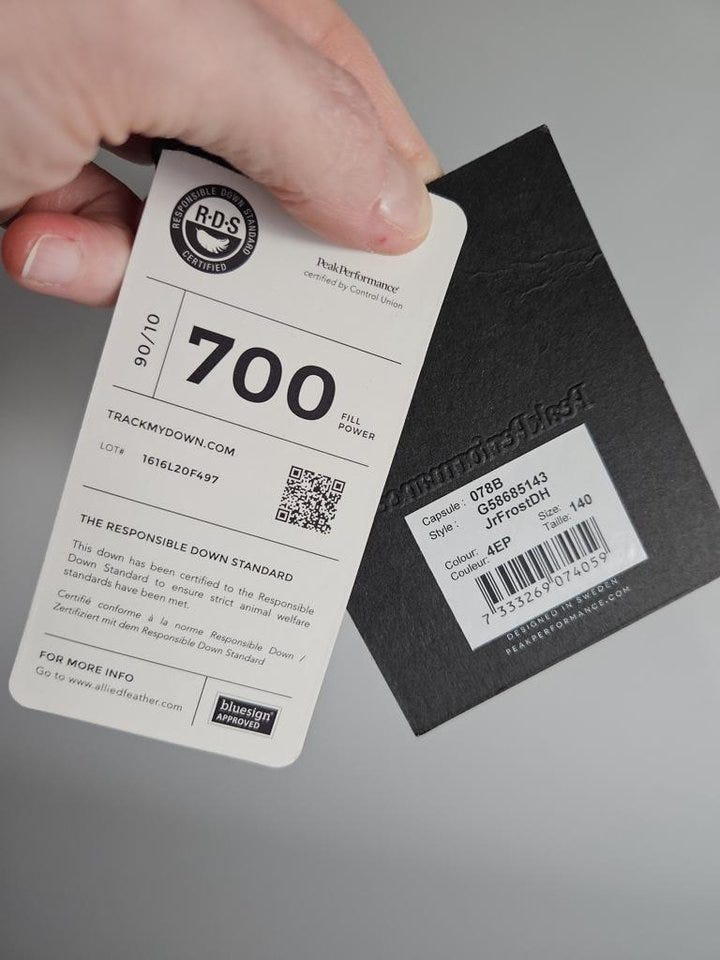 RESPONSIBLE DOWN STANDARD
R·D·S
CERTIFIED
PeakPerformance®
certified by Control Union
90/10
700
FILL
POWER
TRACKMYDOWN.COM
LOT# 1616L20F497
THE RESPONSIBLE DOWN STANDARD
This down has been certified to the Responsible
Down Standard to ensure strict animal welfare
standards have been met.
Certifié conforme à la norme Responsible Down /
Zertifiziert mit dem Responsible Down Standard
FOR MORE INFO
Go to www.alliedfeather.com
bluesign®
APPROVED
PeakPerformance
Capsule : 078B
Style : G58685143
JrFrostDH
Size: 140
Taille:
Colour: 4EP
Couleur:
7 333269 074059
DESIGNED IN SWEDEN
PEAKPERFORMANCE.COM